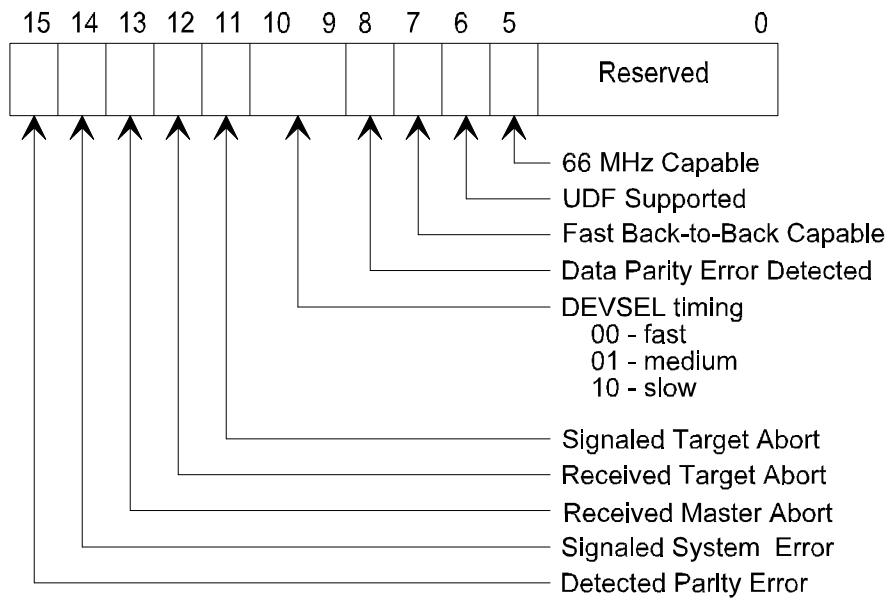 15 14 13 12 11 10 9 8 7 6 5 0
Reserved
66 MHz Capable
UDF Supported
Fast Back-to-Back Capable
Data Parity Error Detected
DEVSEL timing
00 - fast
01 - medium
10 - slow
Signaled Target Abort
Received Target Abort
Received Master Abort
Signaled System Error
Detected Parity Error